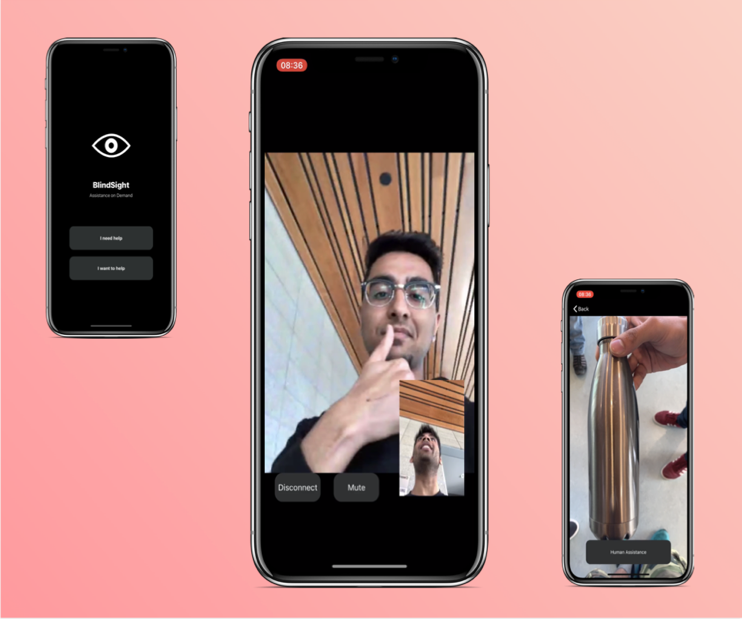 BlindSight
Assistance on Demand
I need help
I want to help
08:36
Disconnect
Mute
08:36
Back
Human Assistance